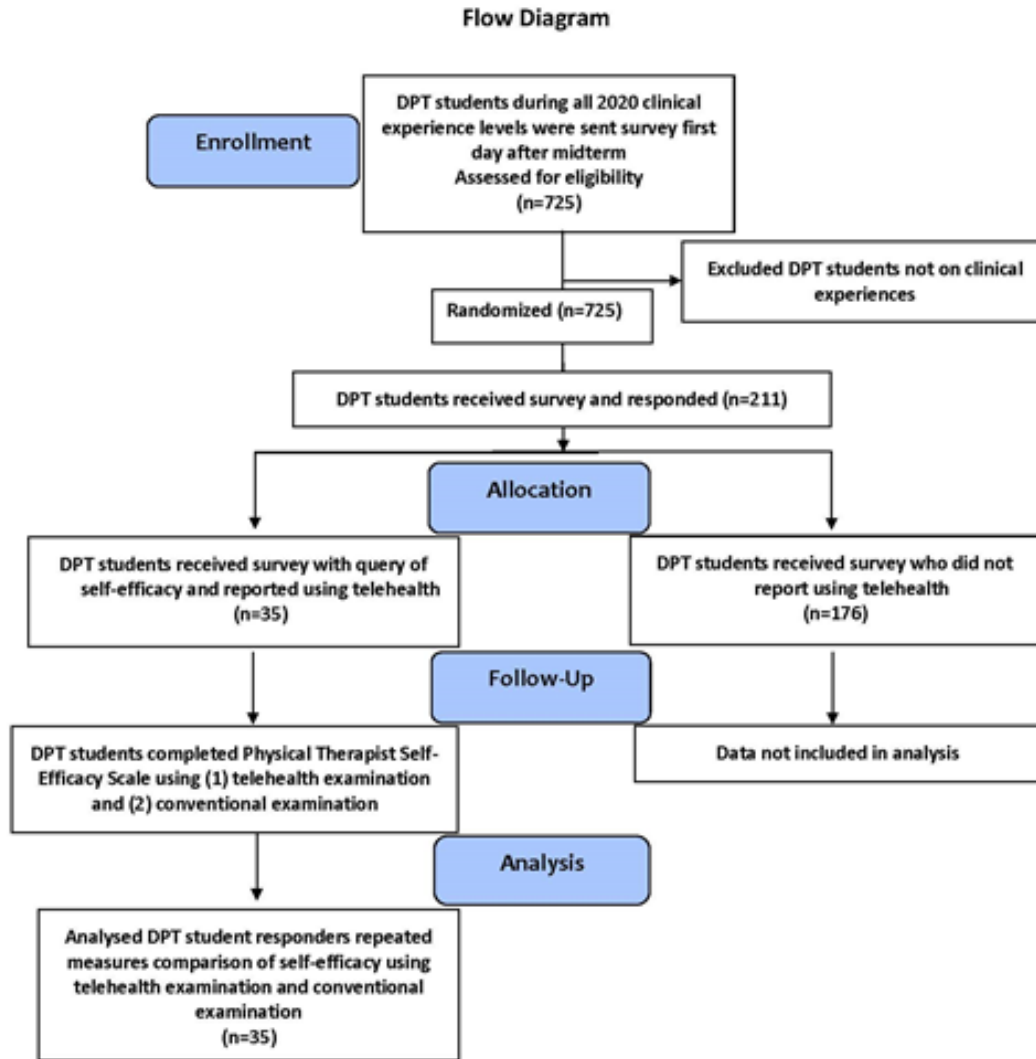 Flow Diagram
DPT students during all 2020 clinical
experience levels were sent survey first
day after midterm
Assessed for eligibility
(n=725)
Enrollment
Excluded DPT students not on clinical
experiences
Randomized (n=725)
DPT students received survey and responded (n=211)
Allocation
DPT students received survey with query of
self-efficacy and reported using telehealth
(n=35)
DPT students received survey who did not
report using telehealth
(n=176)
Follow-Up
DPT students completed Physical Therapist Self-
Efficacy Scale using (1) telehealth examination
and (2) conventional examination
Data not included in analysis
Analysis
Analysed DPT student responders repeated
measures comparison of self-efficacy using
telehealth examination and conventional
examination
(n=35)